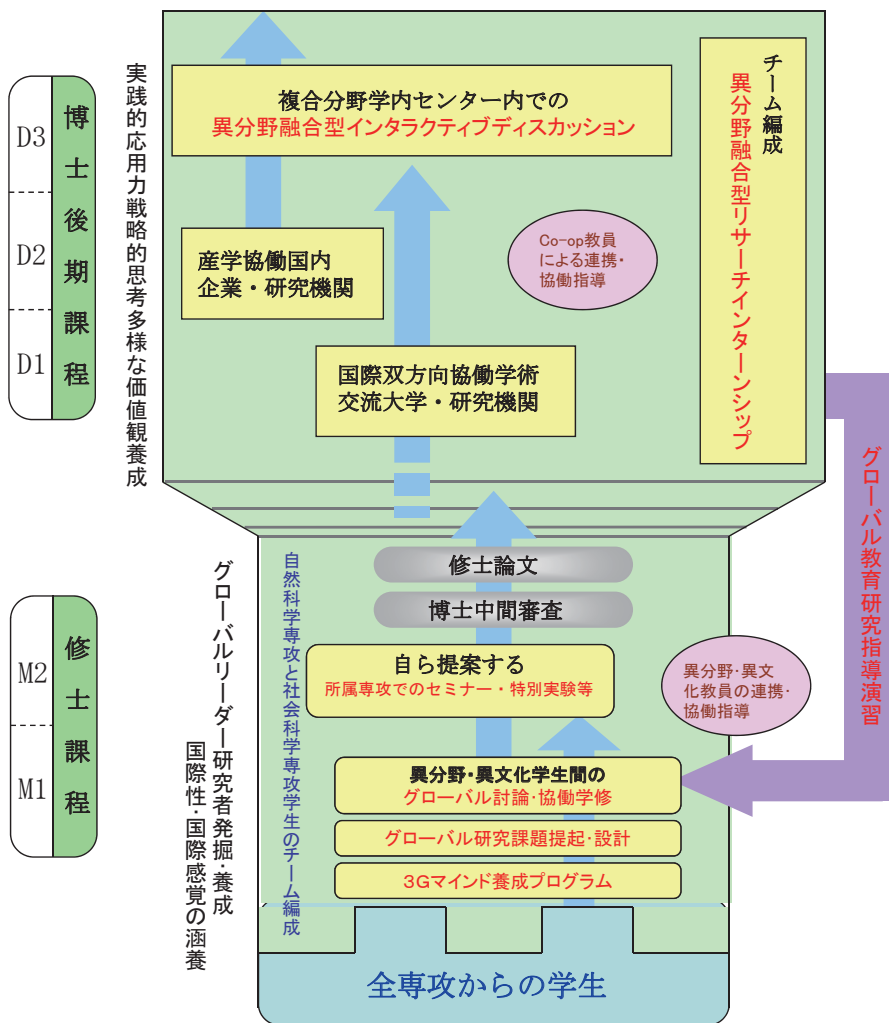 D3
D2
D1
博士後期課程
実践的応用力戦略的思考多様な価値観養成
複合分野学内センター内での
異分野融合型インタラクティブディスカッション
チーム編成
異分野融合型リサーチインターンシップ
産学協働国内
企業・研究機関
Co-op教員
による連携・
協働指導
国際双方向協働学術
交流大学・研究機関
グローバル教育研究指導演習
M2
M1
修士課程
グローバルリーダー研究者発掘・養成
国際性・国際感覚の涵養
自然科学専攻と社会科学専攻学生のチーム編成
修士論文
博士中間審査
自ら提案する
所属専攻でのセミナー・特別実験等
異分野・異文
化教員の連携・
協働指導
異分野・異文化学生間の
グローバル討論・協働学修
グローバル研究課題提起・設計
3Gマインド養成プログラム
全専攻からの学生